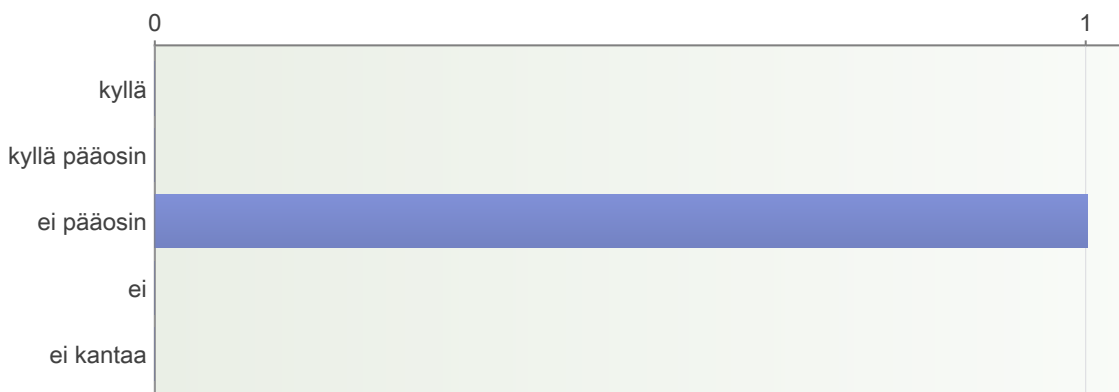 0 1
kyllä
kyllä pääosin
ei pääosin
ei
ei kantaa